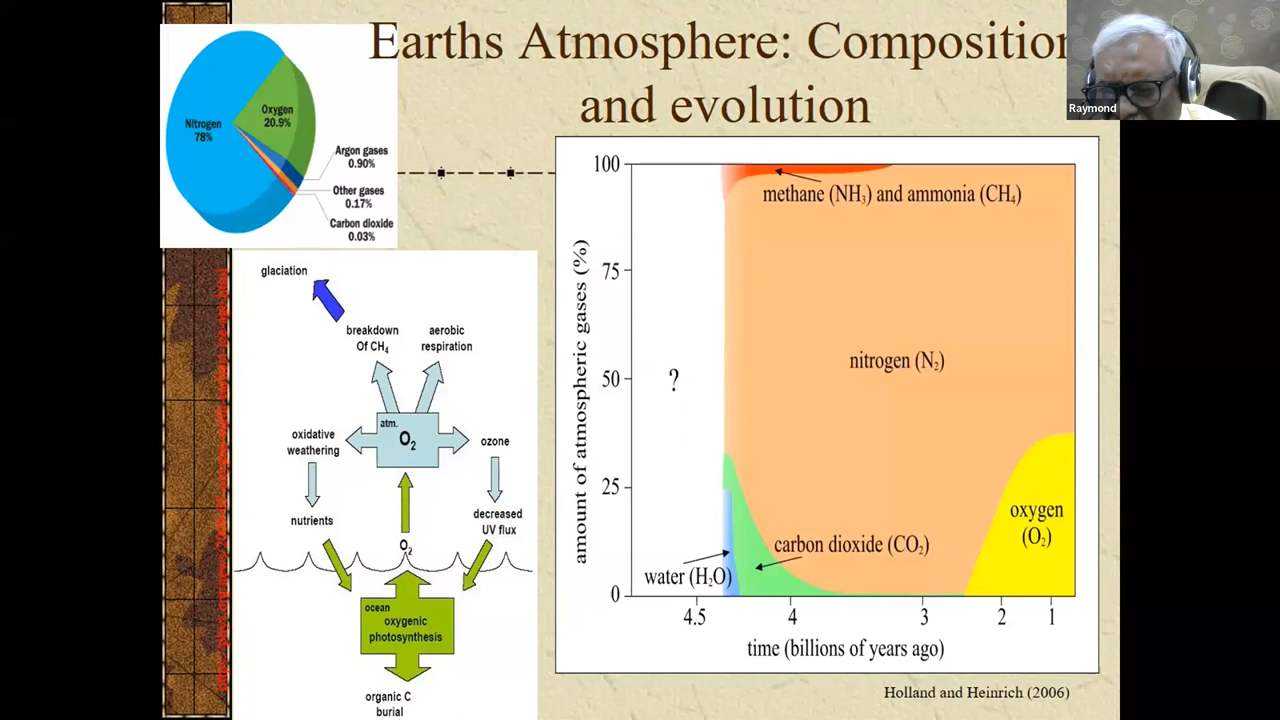 Earths Atmosphere: Composition
and evolution
Raymond
Nitrogen
78%
Oxygen
20.9%
Argon gases
0.90%
Other gases
0.17%
Carbon dioxide
0.03%
glaciation
breakdown
Of CH₄
aerobic
respiration
atm.
O₂
oxidative
weathering
ozone
nutrients
decreased
UV flux
O₂
ocean
oxygenic
photosynthesis
organic C
burial
amount of atmospheric gases (%)
100
75
50
25
0
methane (NH₃) and ammonia (CH₄)
?
nitrogen (N₂)
oxygen
(O₂)
carbon dioxide (CO₂)
water (H₂O)
4.5 4 3 2 1
time (billions of years ago)
Holland and Heinrich (2006)